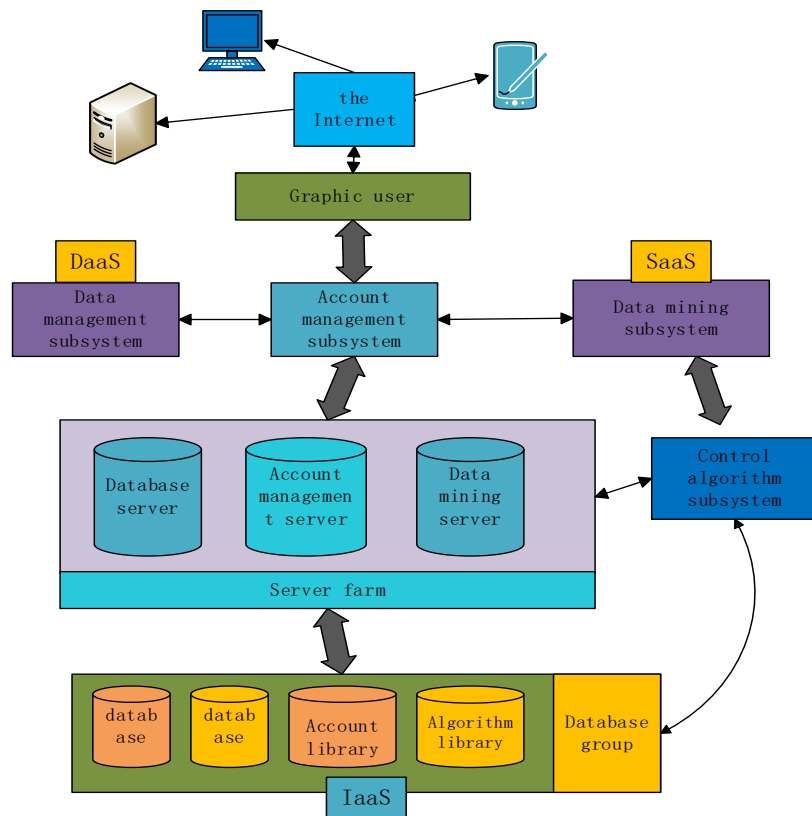 the
Internet
Graphic user
DaaS
SaaS
Data
management
subsystem
Account
management
subsystem
Data mining
subsystem
Database
server
Account
managemen
t server
Data
mining
server
Control
algorithm
subsystem
Server farm
datab
ase
datab
ase
Account
library
Algorithm
library
Database
group
IaaS